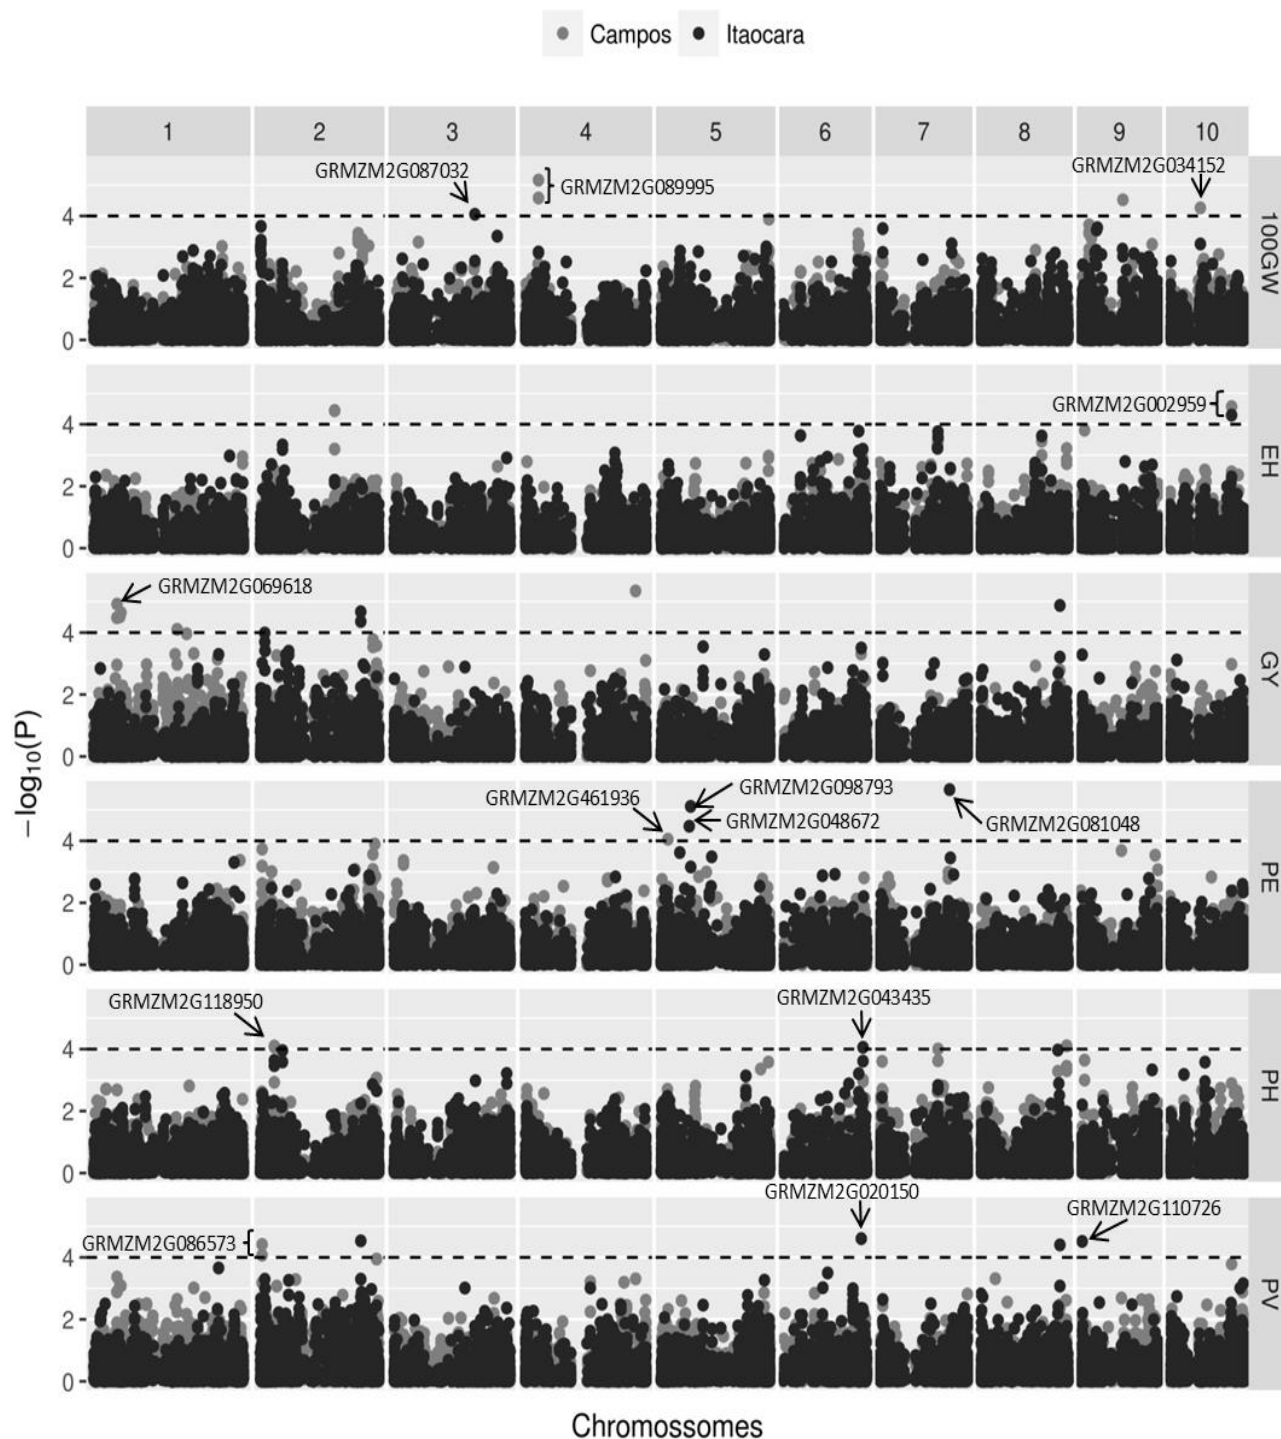 Campos Itaocara
1 2 3 4 5 6 7 8 9 10
GRMZM2G087032
GRMZM2G089995
GRMZM2G034152
4
2
0
100GW
GRMZM2G002959
4
2
0
EH
GRMZM2G069618
4
2
0
GY
GRMZM2G461936
GRMZM2G098793
GRMZM2G048672
GRMZM2G081048
4
2
0
PE
GRMZM2G118950
GRMZM2G043435
4
2
0
PH
GRMZM2G020150
GRMZM2G110726
GRMZM2G086573
4
2
0
PV
−log₁₀(P)
Chromossomes